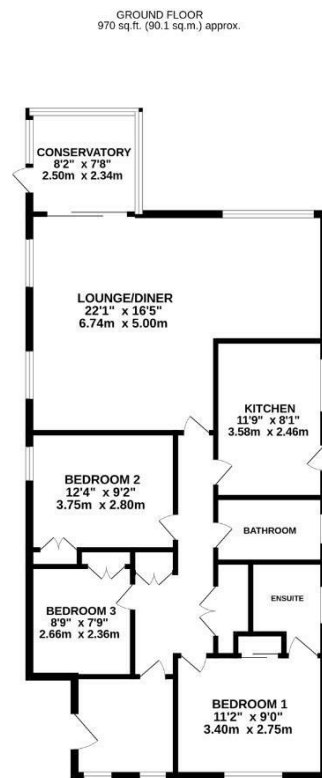 GROUND FLOOR
970 sq.ft. (90.1 sq.m.) approx.
CONSERVATORY
8'2" x 7'8"
2.50m x 2.34m
LOUNGE/DINER
22'1" x 16'5"
6.74m x 5.00m
KITCHEN
11'9" x 8'1"
3.58m x 2.46m
BEDROOM 2
12'4" x 9'2"
3.75m x 2.80m
BATHROOM
ENSUITE
BEDROOM 3
8'9" x 7'9"
2.66m x 2.36m
BEDROOM 1
11'2" x 9'0"
3.40m x 2.75m